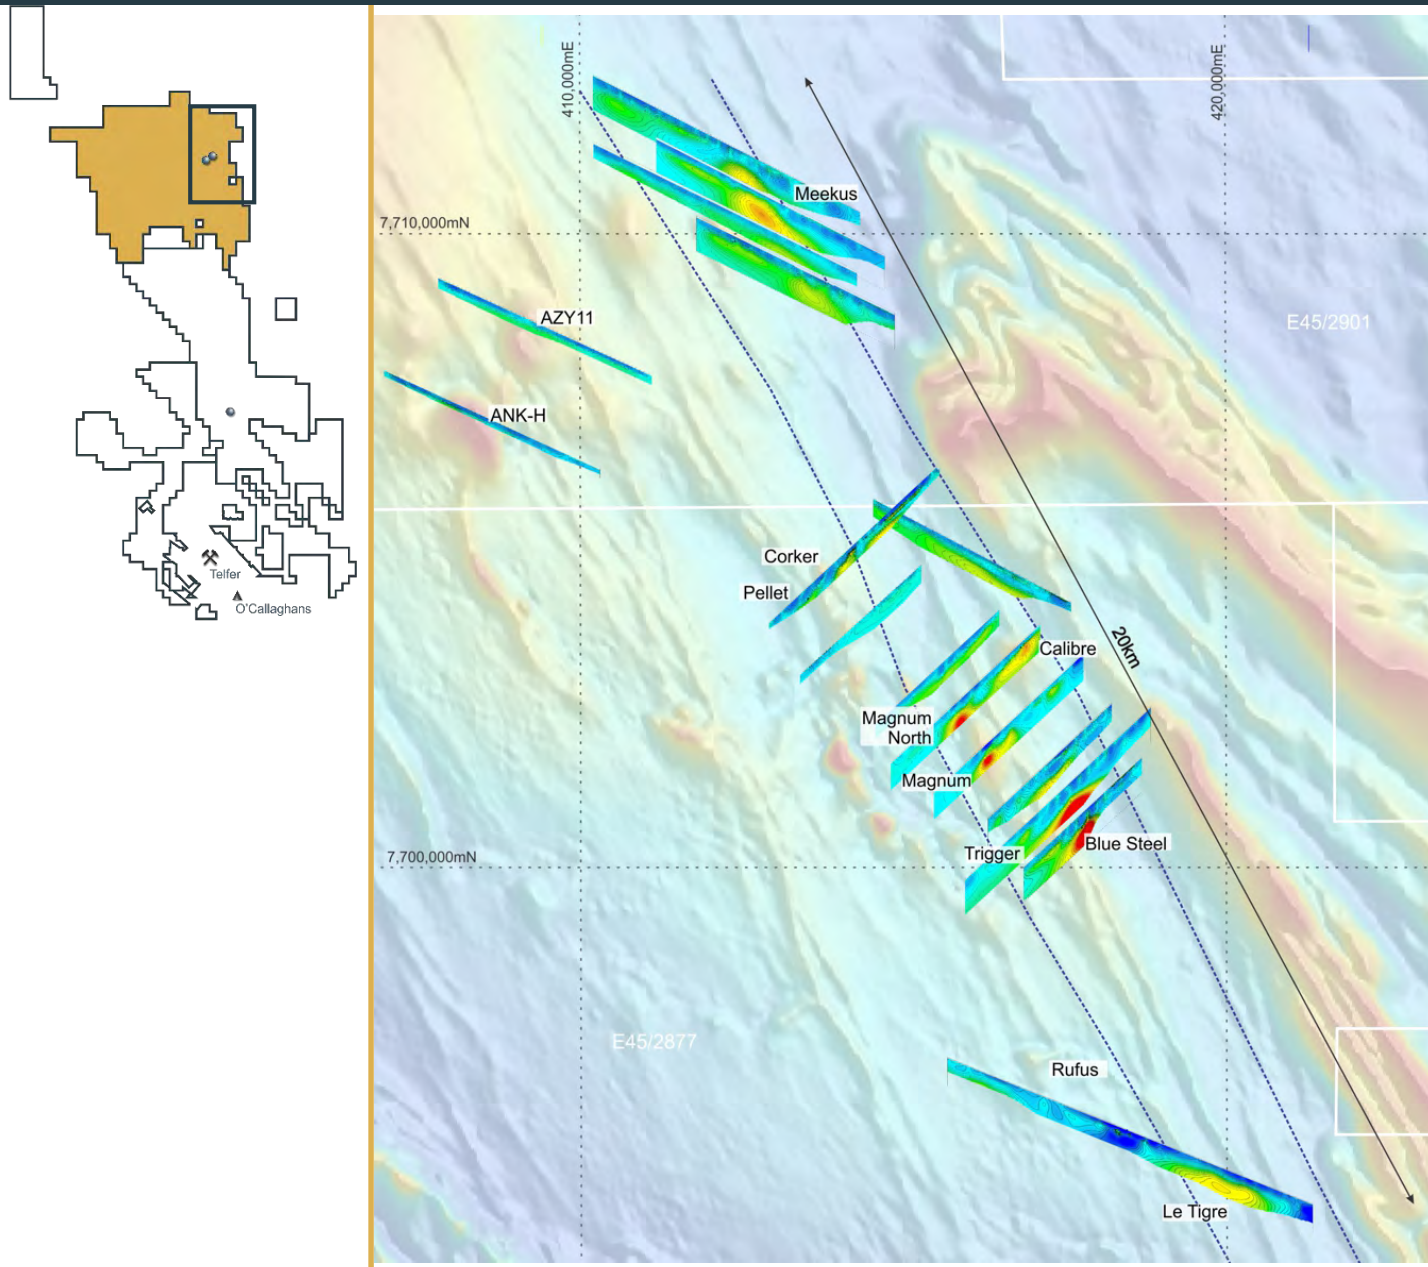 Telfer
O'Callaghans
410,000mE
420,000mE
Meekus
7,710,000mN
AZY11
E45/2901
ANK-H
Corker
Pellet
20km
Calibre
Magnum
North
Magnum
Trigger
Blue Steel
7,700,000mN
E45/2877
Rufus
Le Tigre